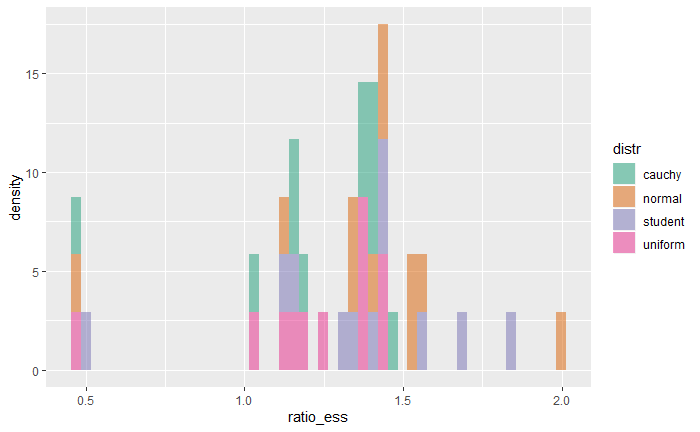 density
15
10
5
0
0.5
1.0
1.5
2.0
ratio_ess
distr
cauchy
normal
student
uniform